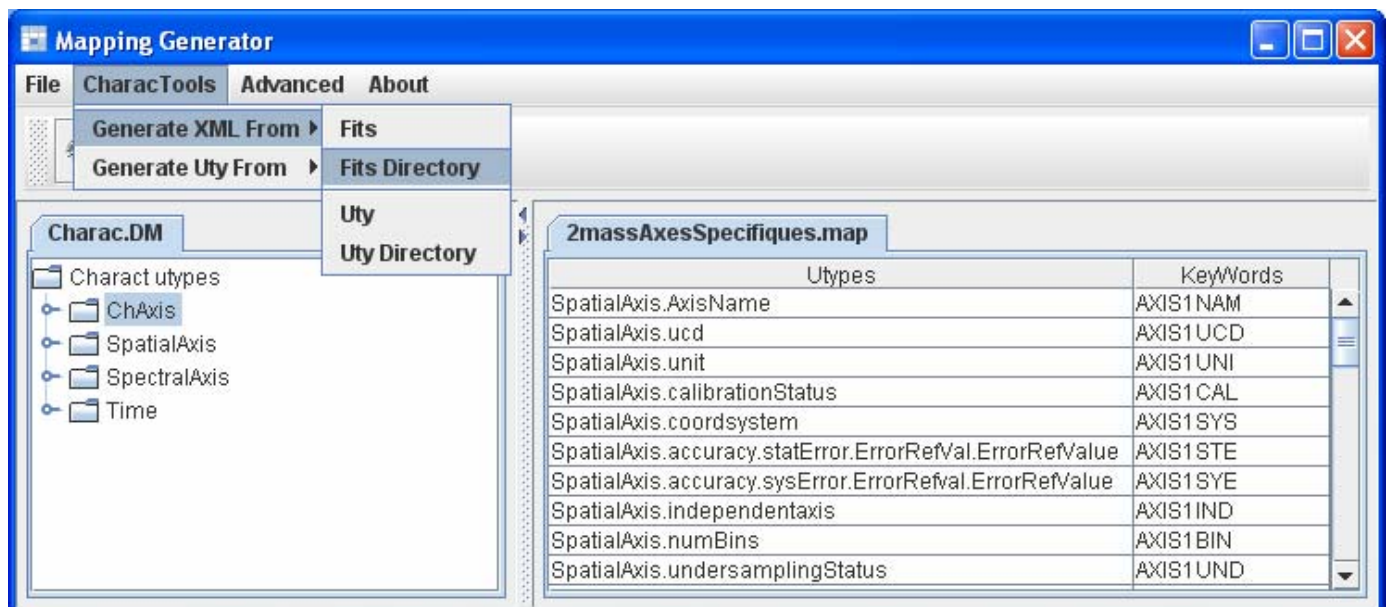 Mapping Generator
File CharacTools Advanced About
Generate XML From Fits
Generate Uty From Fits Directory
Uty
Uty Directory
Charac.DM
Charact utypes
ChAxis
SpatialAxis
SpectralAxis
Time
2massAxesSpecifiques.map
Utypes KeyWords
SpatialAxis.AxisName AXIS1NAM
SpatialAxis.ucd AXIS1UCD
SpatialAxis.unit AXIS1UNI
SpatialAxis.calibrationStatus AXIS1CAL
SpatialAxis.coordsystem AXIS1SYS
SpatialAxis.accuracy.statError.ErrorRefVal.ErrorRefValue AXIS1STE
SpatialAxis.accuracy.sysError.ErrorRefval.ErrorRefValue AXIS1SYE
SpatialAxis.independentaxis AXIS1IND
SpatialAxis.numBins AXIS1BIN
SpatialAxis.undersamplingStatus AXIS1UND